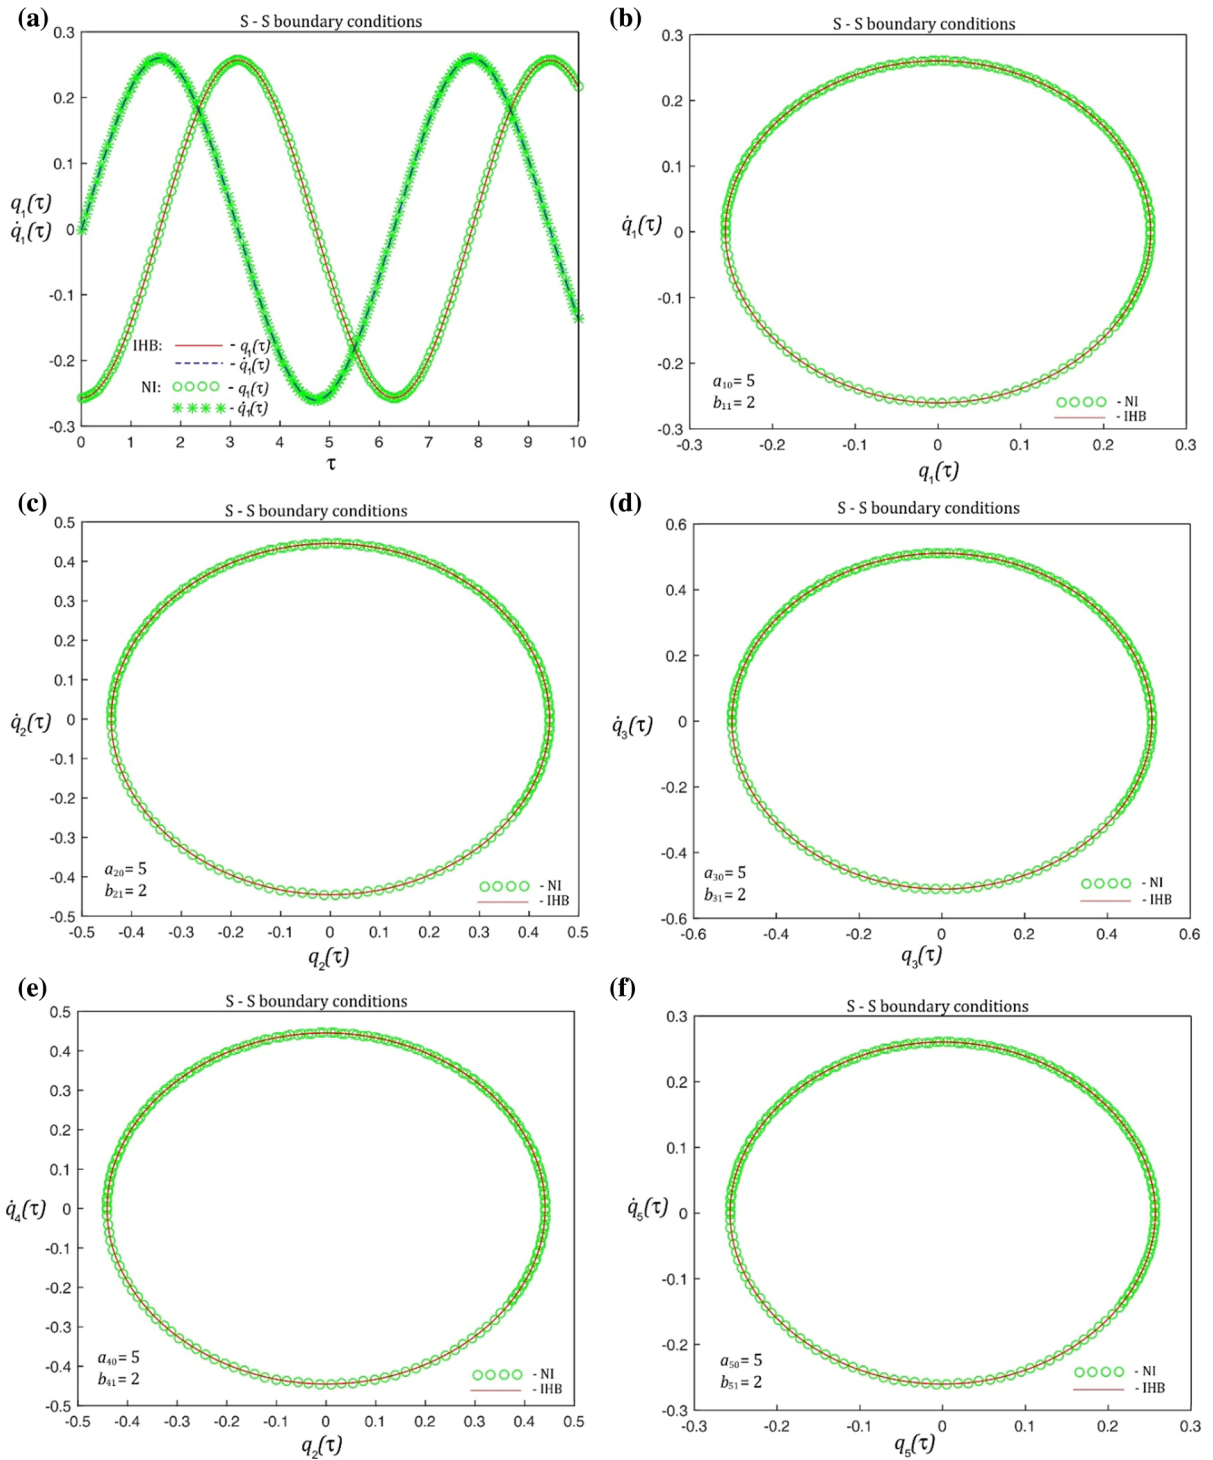 (a)
S - S boundary conditions
0.3
0.2
0.1
0
-0.1
-0.2
-0.3
q₁(τ)
q̇₁(τ)
IHB: - q₁(τ)
- q̇₁(τ)
NI: - q₁(τ)
- q̇₁(τ)
0 1 2 3 4 5 6 7 8 9 10
τ
(b)
S - S boundary conditions
0.3
0.2
0.1
0
-0.1
-0.2
-0.3
q̇₁(τ)
a₁₀= 5
b₁₁= 2
- NI
- IHB
-0.3 -0.2 -0.1 0 0.1 0.2 0.3
q₁(τ)
(c)
S - S boundary conditions
0.5
0.4
0.3
0.2
0.1
0
-0.1
-0.2
-0.3
-0.4
-0.5
q̇₂(τ)
a₂₀= 5
b₂₁= 2
- NI
- IHB
-0.5 -0.4 -0.3 -0.2 -0.1 0 0.1 0.2 0.3 0.4 0.5
q₂(τ)
(d)
S - S boundary conditions
0.6
0.4
0.2
0
-0.2
-0.4
-0.6
q̇₃(τ)
a₃₀= 5
b₃₁= 2
- NI
- IHB
-0.6 -0.4 -0.2 0 0.2 0.4 0.6
q₃(τ)
(e)
S - S boundary conditions
0.5
0.4
0.3
0.2
0.1
0
-0.1
-0.2
-0.3
-0.4
-0.5
q̇₄(τ)
a₄₀= 5
b₄₁= 2
- NI
- IHB
-0.5 -0.4 -0.3 -0.2 -0.1 0 0.1 0.2 0.3 0.4 0.5
q₂(τ)
(f)
S - S boundary conditions
0.3
0.2
0.1
0
-0.1
-0.2
-0.3
q̇₅(τ)
a₅₀= 5
b₅₁= 2
- NI
- IHB
-0.3 -0.2 -0.1 0 0.1 0.2 0.3
q₅(τ)